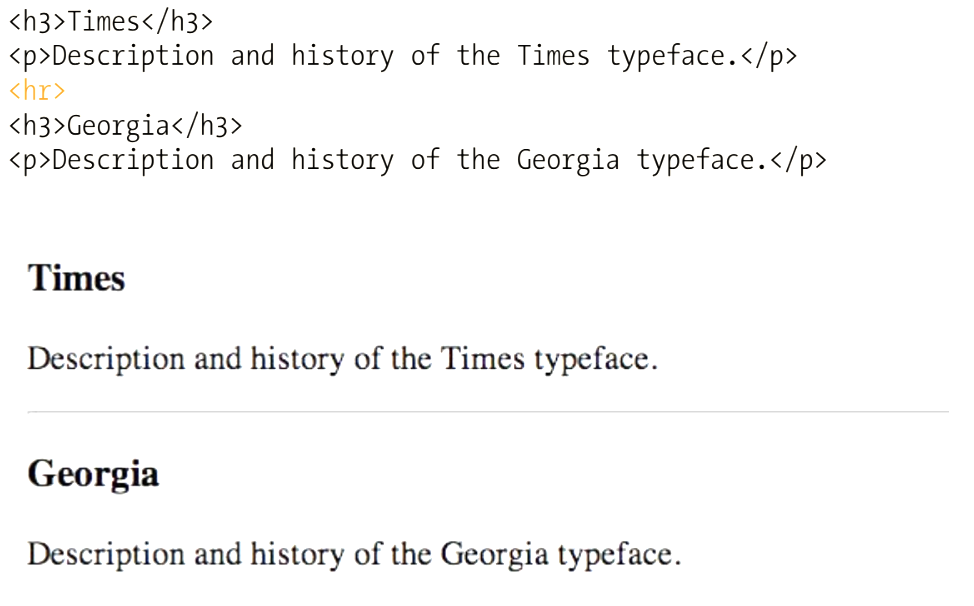 <h3>Times</h3>
<p>Description and history of the Times typeface.</p>
<hr>
<h3>Georgia</h3>
<p>Description and history of the Georgia typeface.</p>
Times
Description and history of the Times typeface.
Georgia
Description and history of the Georgia typeface.